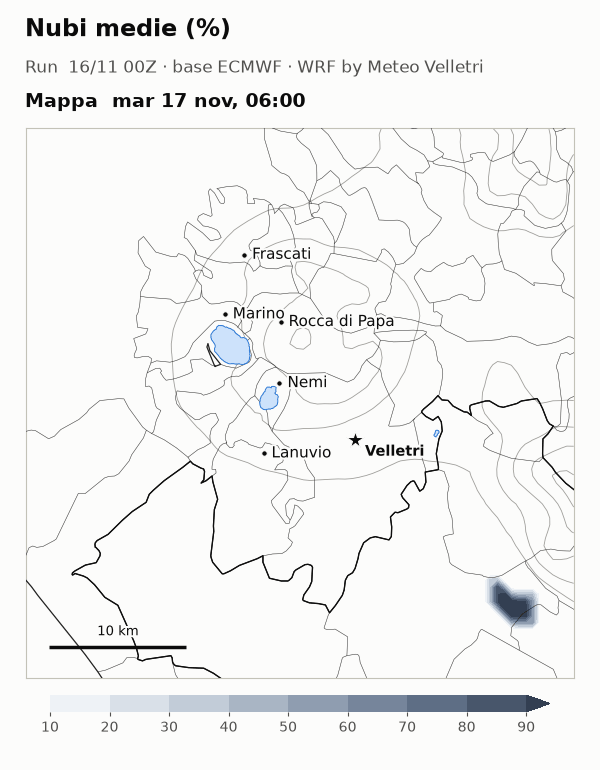 Nubi medie (%)
Run  16/11 00Z · base ECMWF · WRF by Meteo Velletri
Mappa  mar 17 nov, 06:00
Frascati
Marino
Rocca di Papa
Nemi
Velletri
Lanuvio
10 km
10 20 30 40 50 60 70 80 90